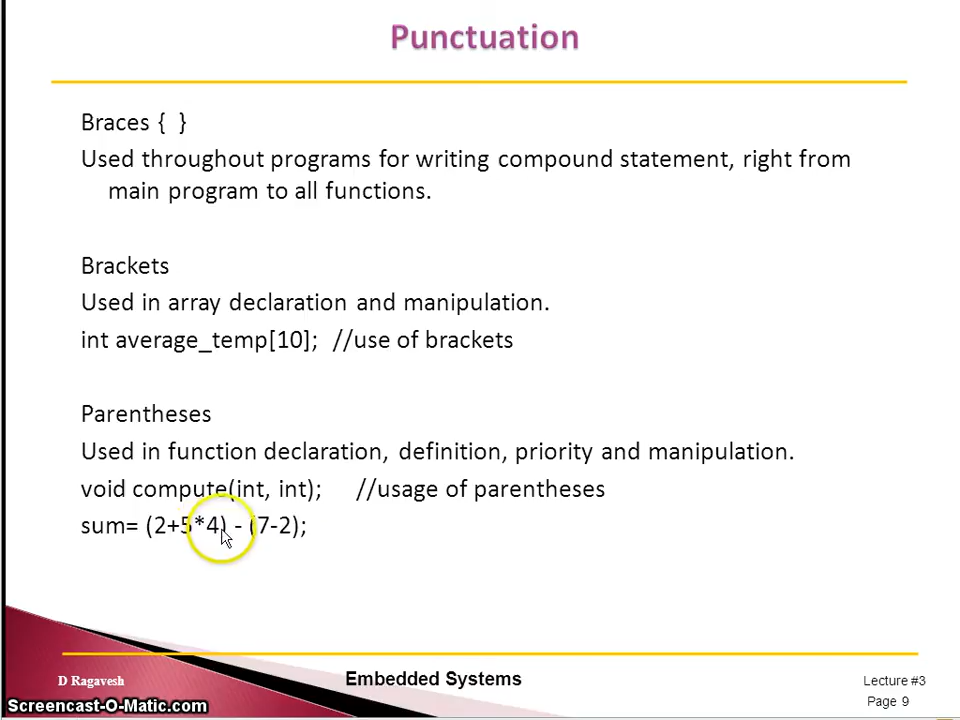 Punctuation
Braces { }
Used throughout programs for writing compound statement, right from
main program to all functions.
Brackets
Used in array declaration and manipulation.
int average_temp[10]; //use of brackets
Parentheses
Used in function declaration, definition, priority and manipulation.
void compute(int, int); //usage of parentheses
sum= (2+5*4) - (7-2);
D Ragavesh
Embedded Systems
Lecture #3
Page 9
Screencast-O-Matic.com